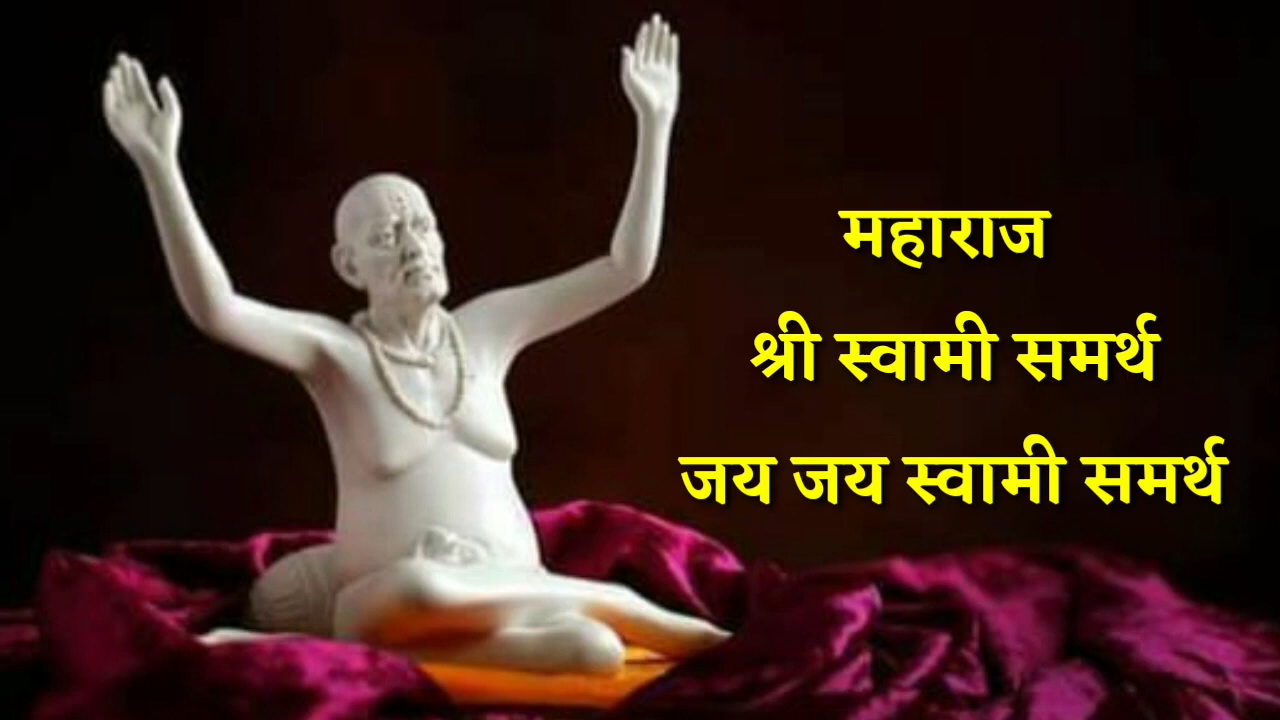 महाराज
श्री स्वामी समर्थ
जय जय स्वामी समर्थ